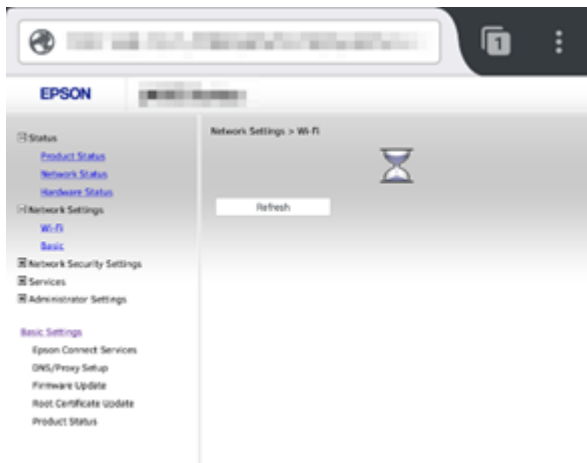 1
EPSON
Status
Product Status
Network Status
Hardware Status
Network Settings
Wi-Fi
Basic
Network Security Settings
Services
Administrator Settings
Basic Settings
Epson Connect Services
DNS/Proxy Setup
Firmware Update
Root Certificate Update
Product Status
Network Settings > Wi-Fi
Refresh